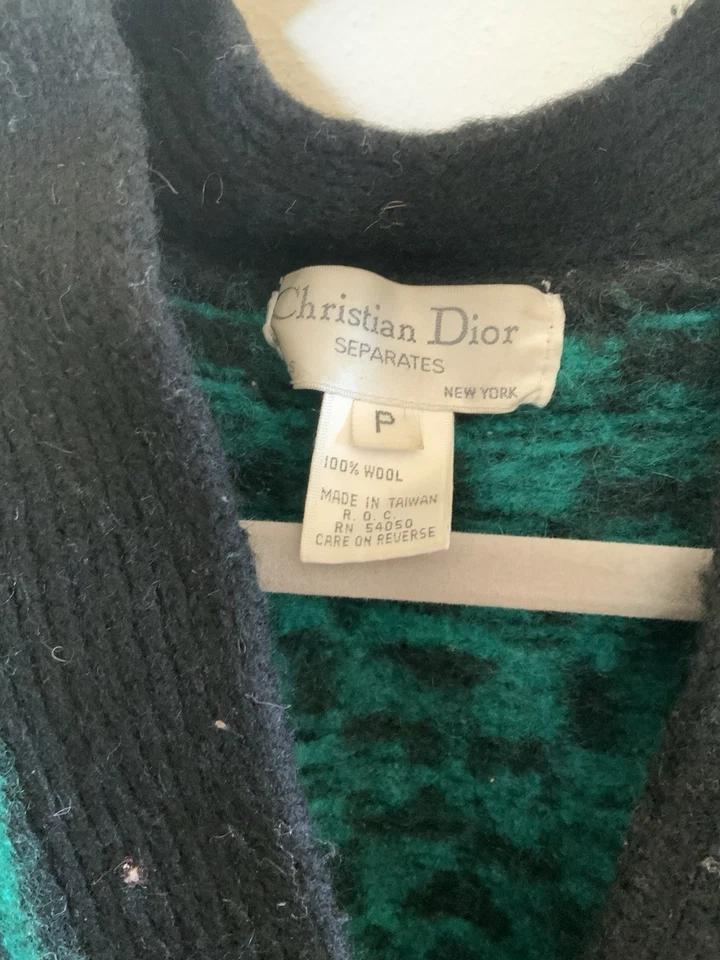 Christian Dior
SEPARATES
NEW YORK
P
100% WOOL
MADE IN TAIWAN
R. O. C.
RN 54050
CARE ON REVERSE